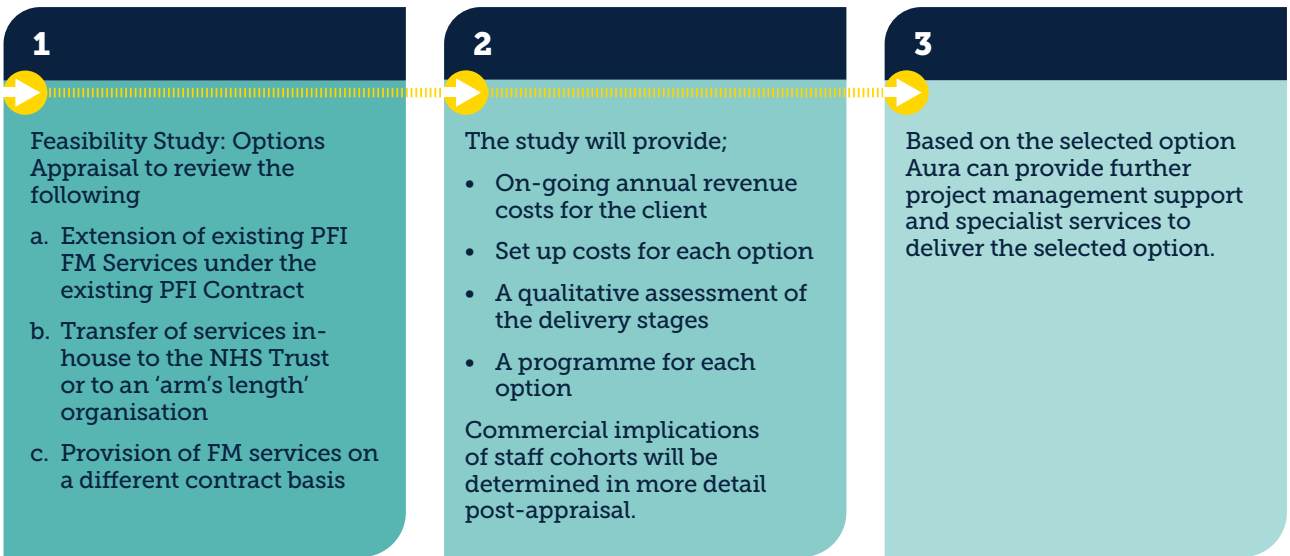 1
Feasibility Study: Options
Appraisal to review the
following
a. Extension of existing PFI
FM Services under the
existing PFI Contract
b. Transfer of services in-
house to the NHS Trust
or to an ‘arm’s length’
organisation
c. Provision of FM services on
a different contract basis
2
The study will provide;
• On-going annual revenue
costs for the client
• Set up costs for each option
• A qualitative assessment of
the delivery stages
• A programme for each
option
Commercial implications
of staff cohorts will be
determined in more detail
post-appraisal.
3
Based on the selected option
Aura can provide further
project management support
and specialist services to
deliver the selected option.